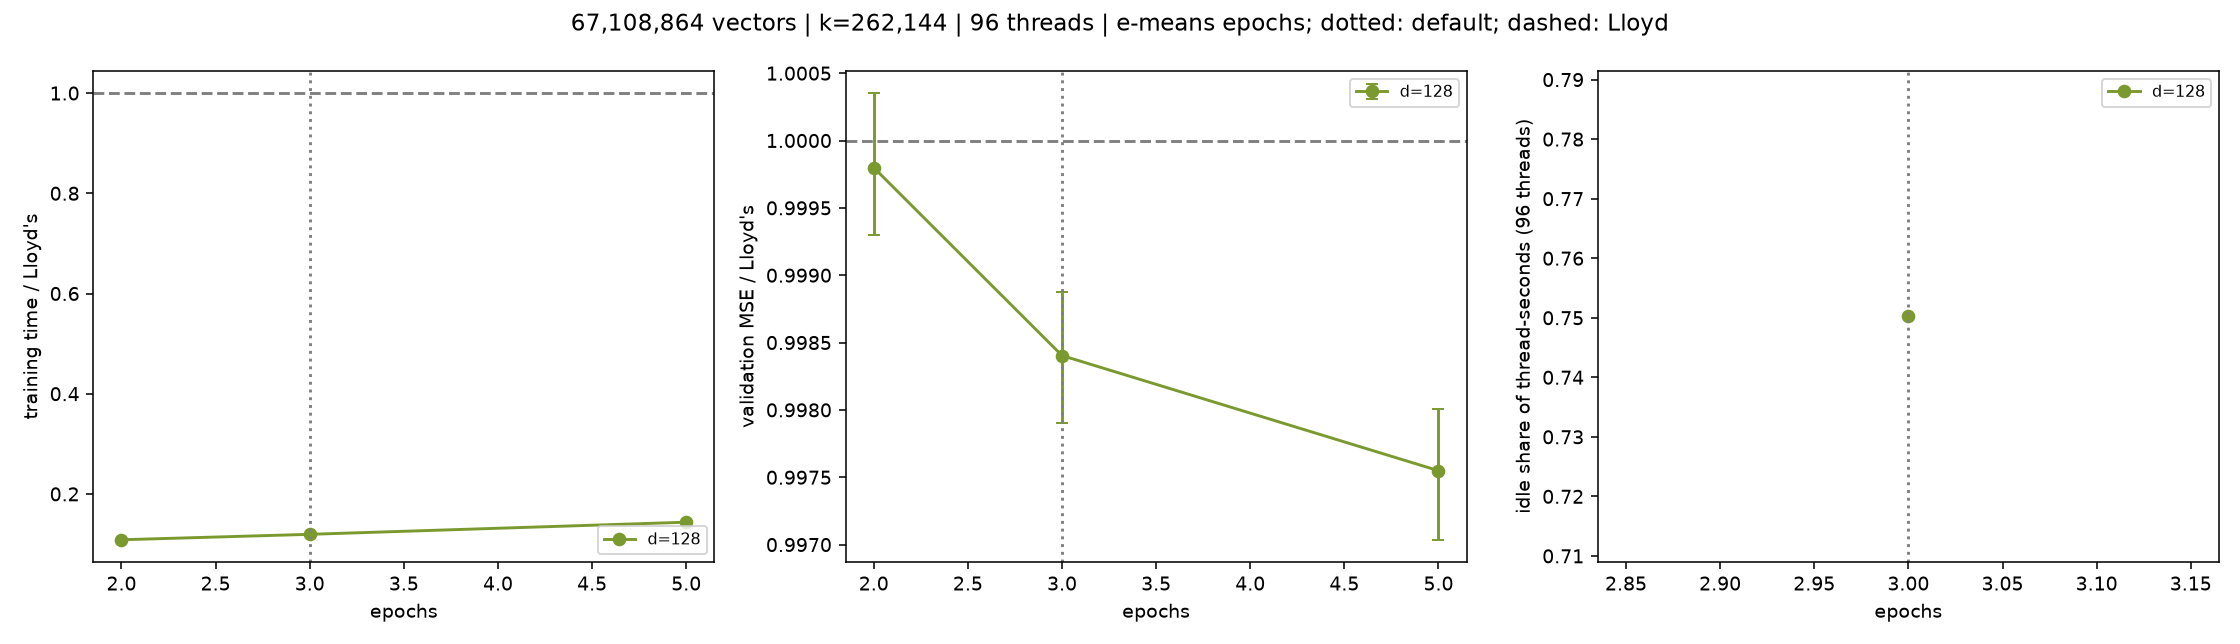 67,108,864 vectors | k=262,144 | 96 threads | e-means epochs; dotted: default; dashed: Lloyd
training time / Lloyd's
1.0
0.8
0.6
0.4
0.2
2.0 2.5 3.0 3.5 4.0 4.5 5.0
epochs
d=128
validation MSE / Lloyd's
1.0005
1.0000
0.9995
0.9990
0.9985
0.9980
0.9975
0.9970
2.0 2.5 3.0 3.5 4.0 4.5 5.0
epochs
d=128
idle share of thread-seconds (96 threads)
0.79
0.78
0.77
0.76
0.75
0.74
0.73
0.72
0.71
2.85 2.90 2.95 3.00 3.05 3.10 3.15
epochs
d=128